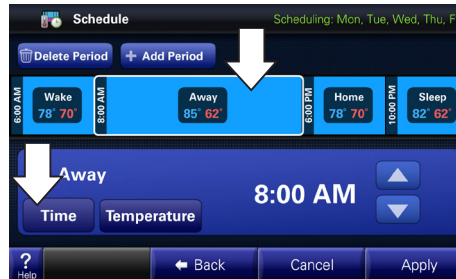 Schedule
Scheduling: Mon, Tue, Wed, Thu, F
Delete Period
+ Add Period
6:00 AM
Wake
78° 70°
8:00 AM
Away
85° 62°
6:00 PM
Home
78° 70°
10:00 PM
Sleep
82° 62°
Away
8:00 AM
Time
Temperature
?
Help
Back
Cancel
Apply